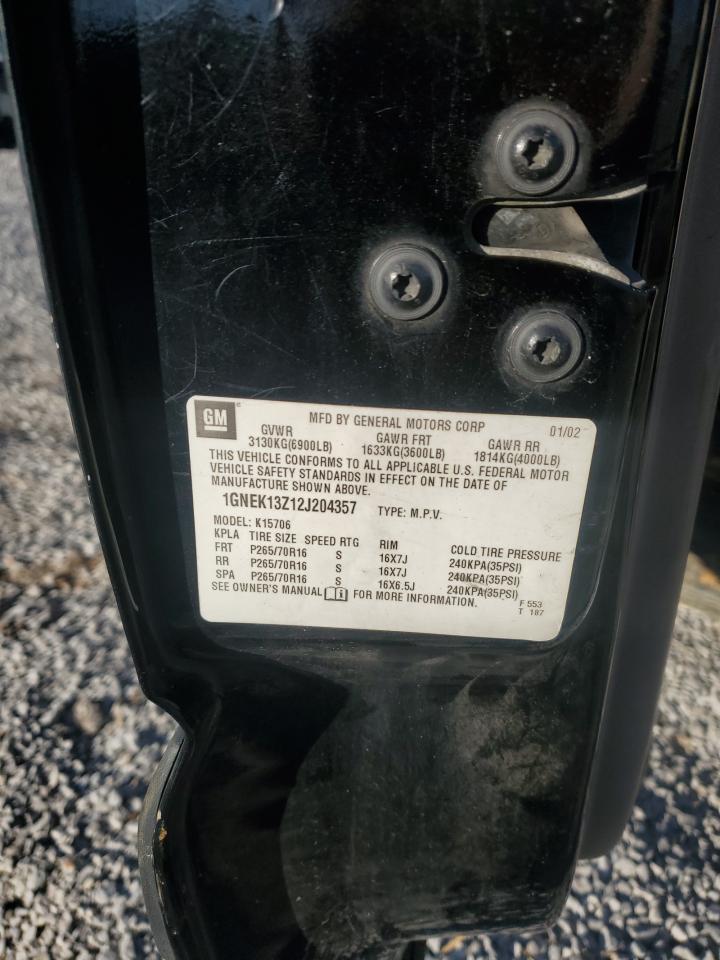 GM
MFD BY GENERAL MOTORS CORP 01/02
GVWR GAWR FRT GAWR RR
3130KG(6900LB) 1633KG(3600LB) 1814KG(4000LB)
THIS VEHICLE CONFORMS TO ALL APPLICABLE U.S. FEDERAL MOTOR
VEHICLE SAFETY STANDARDS IN EFFECT ON THE DATE OF
MANUFACTURE SHOWN ABOVE.
1GNEK13Z12J204357 TYPE: M.P.V.
MODEL: K15706
KPLA TIRE SIZE SPEED RTG RIM COLD TIRE PRESSURE
FRT P265/70R16 S 16X7J 240KPA(35PSI)
RR P265/70R16 S 16X7J 240KPA(35PSI)
SPA P265/70R16 S 16X6.5J 240KPA(35PSI)
SEE OWNER'S MANUAL FOR MORE INFORMATION.
F 553
T 187